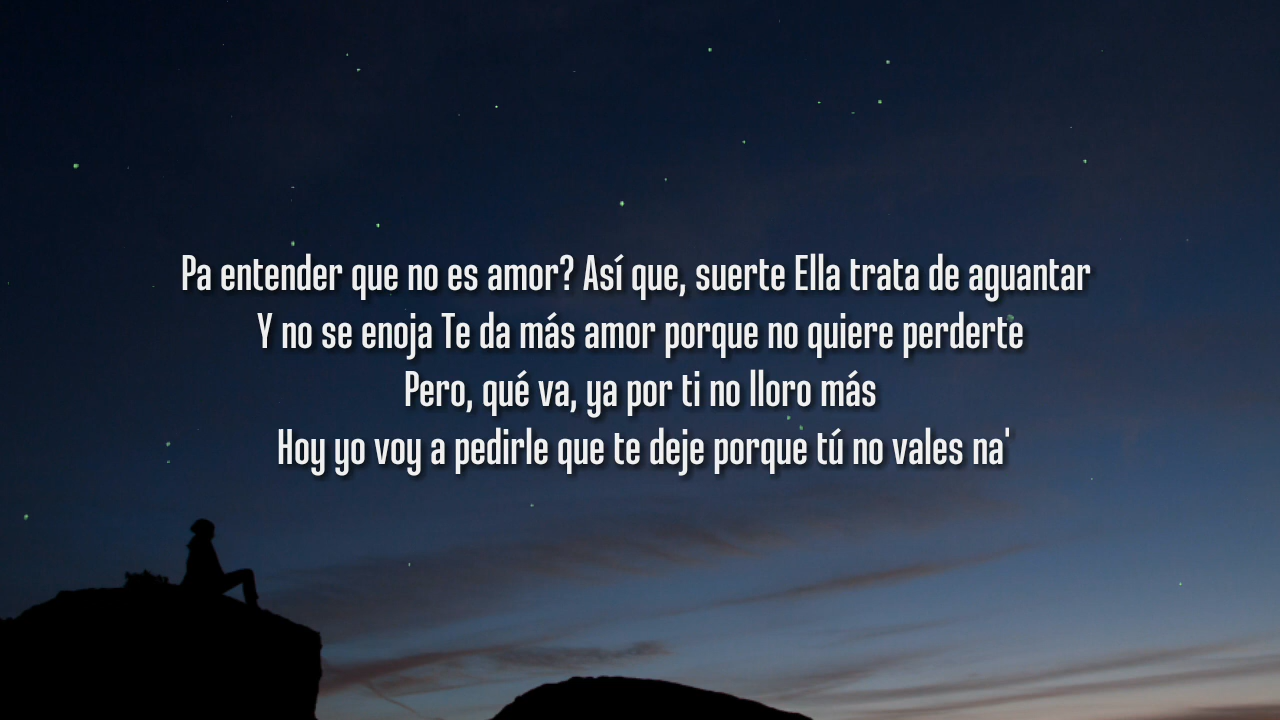 Pa entender que no es amor? Así que, suerte Ella trata de aguantar
Y no se enoja Te da más amor porque no quiere perderte
Pero, qué va, ya por ti no lloro más
Hoy yo voy a pedirle que te deje porque tú no vales na'